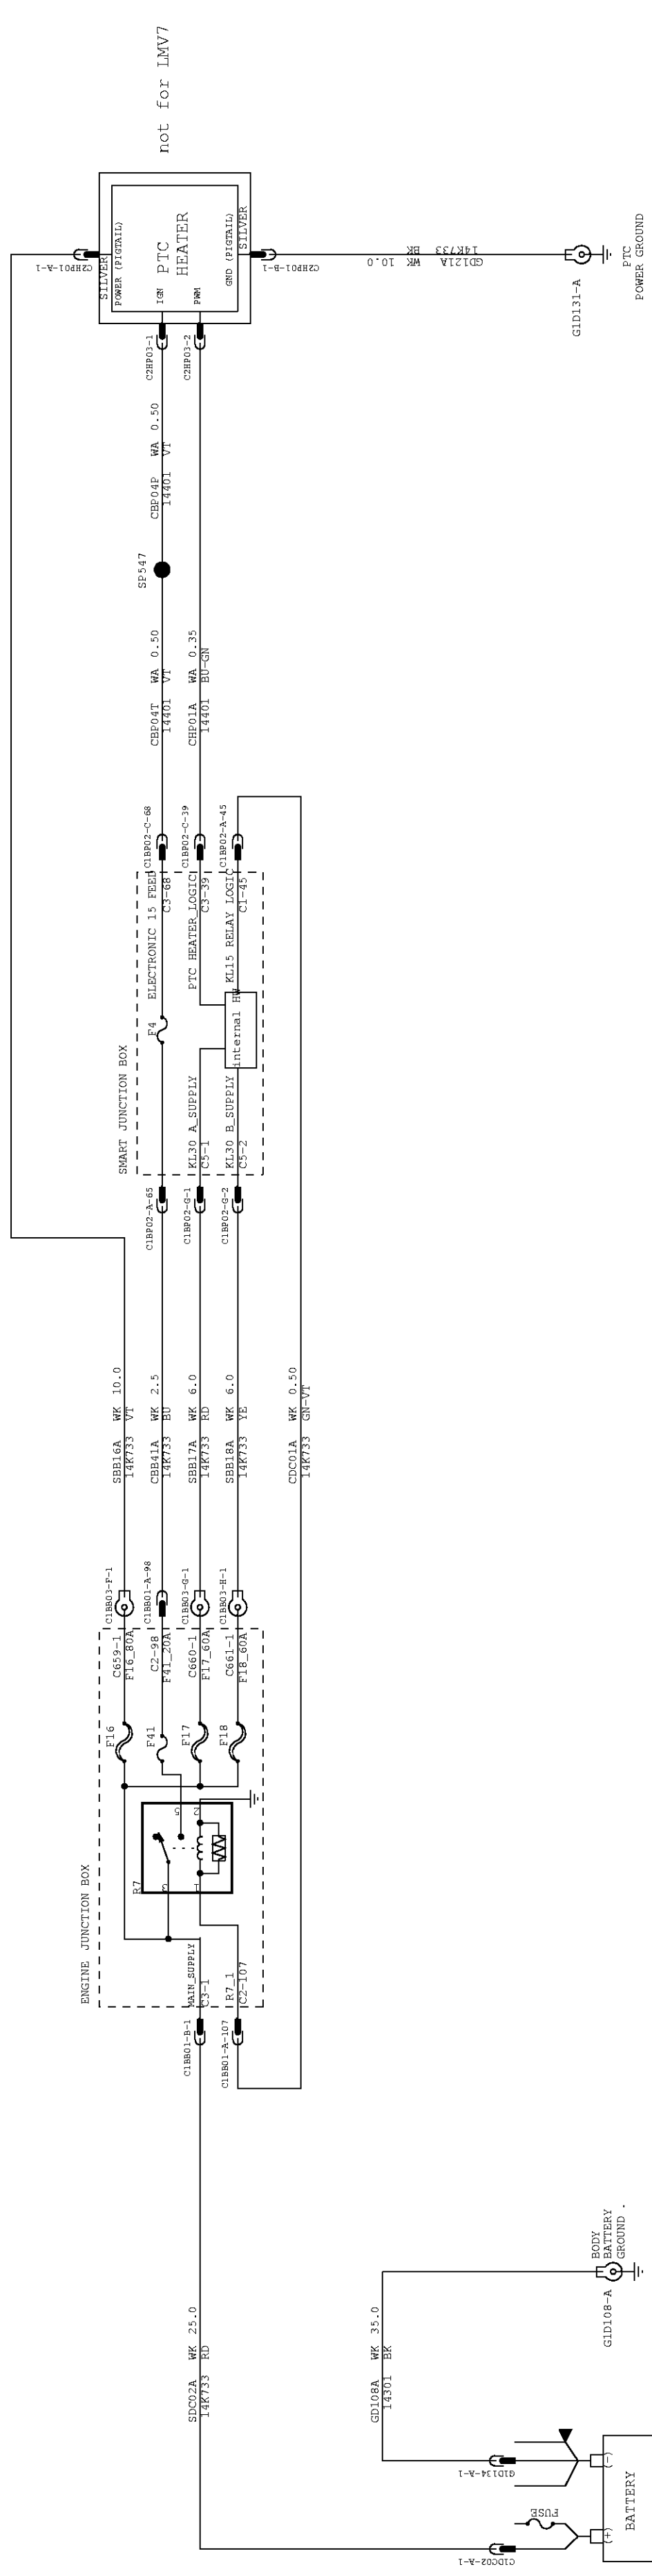 not for LMV7
SILVER
POWER (PIGTAIL)
PTC
HEATER
IGN
PWM
GND (PIGTAIL)
SILVER
C2HP01-A-1
C2HP01-B-1
GD121A WK 10.0
14K733 BK
G1D131-A
PTC
POWER GROUND
C2HP03-1
C2HP03-2
CBP04P WA 0.50
14401 VT
SP547
CBP04T WA 0.50
14401 VT
CHP01A WA 0.35
14401 BU-GN
C1BP02-C-68
C1BP02-C-39
C1BP02-A-45
SMART JUNCTION BOX
ELECTRONIC 15 FEED
C3-68
PTC HEATER_LOGIC
C3-39
KL15 RELAY LOGIC
C1-45
F4
internal HW
KL30 A_SUPPLY
C5-1
KL30 B_SUPPLY
C5-2
C1BP02-A-65
C1BP02-G-1
C1BP02-G-2
SBB16A WK 10.0
14K733 VT
CBB41A WK 2.5
14K733 BU
SBB17A WK 6.0
14K733 RD
SBB18A WK 6.0
14K733 YE
CDC01A WK 0.50
14K733 GN-VT
C1BB03-F-1
C1BB01-A-98
C1BB03-G-1
C1BB03-H-1
ENGINE JUNCTION BOX
C659-1
F16_80A
C2-98
F41_20A
C660-1
F17_60A
C661-1
F18_60A
F16
F41
F17
F18
5
2
R7
3
1
MAIN_SUPPLY
C3-1
R7_1
C2-107
C1BB01-B-1
C1BB01-A-107
SDC02A WK 25.0
14K733 RD
GD108A WK 35.0
14301 BK
BODY
BATTERY
GROUND .
G1D108-A
G1D134-A-1
FUSE
C1DC02-A-1
(-)
(+)
BATTERY